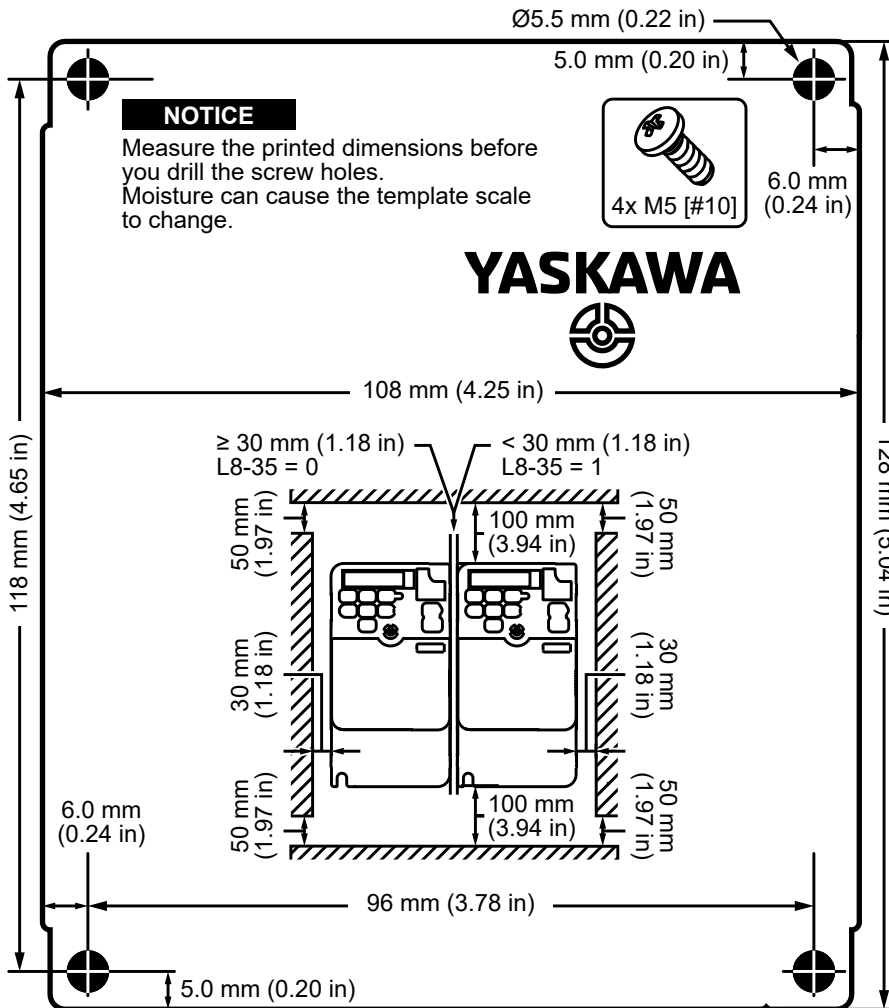 Ø5.5 mm (0.22 in)
5.0 mm (0.20 in)
NOTICE
Measure the printed dimensions before
you drill the screw holes.
Moisture can cause the template scale
to change.
4x M5 [#10]
6.0 mm
(0.24 in)
YASKAWA
108 mm (4.25 in)
118 mm (4.65 in)
128 mm (5.04 in)
≥ 30 mm (1.18 in)
L8-35 = 0
< 30 mm (1.18 in)
L8-35 = 1
50 mm
(1.97 in)
100 mm
(3.94 in)
50 mm
(1.97 in)
30 mm
(1.18 in)
30 mm
(1.18 in)
6.0 mm
(0.24 in)
50 mm
(1.97 in)
100 mm
(3.94 in)
50 mm
(1.97 in)
96 mm (3.78 in)
5.0 mm (0.20 in)